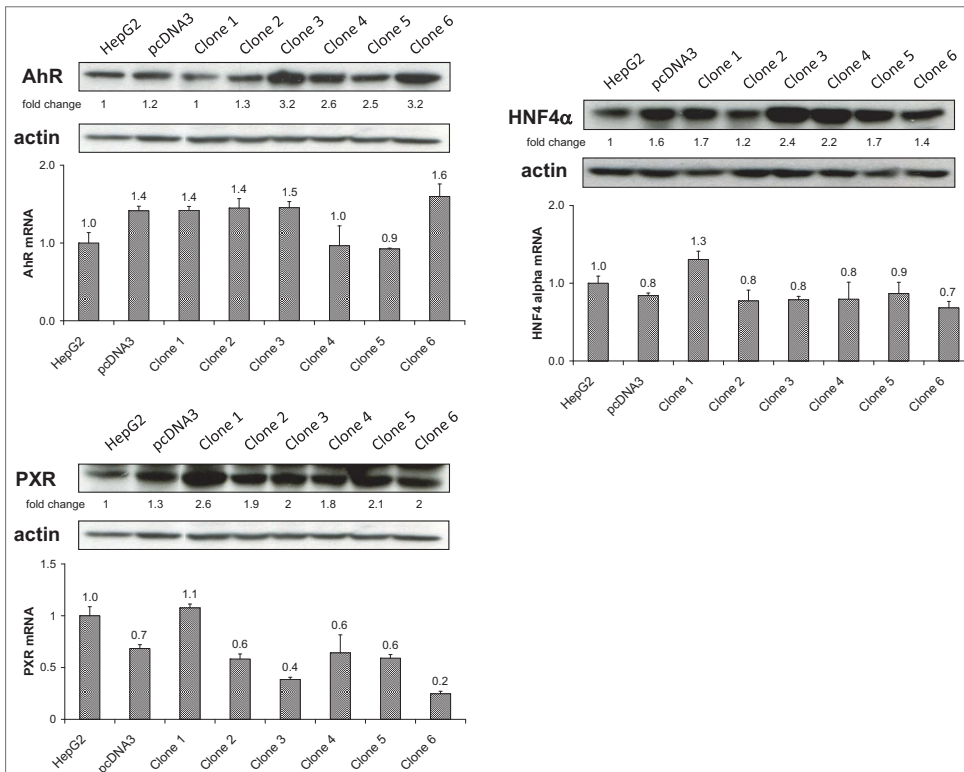 HepG2 pcDNA3 Clone 1 Clone 2 Clone 3 Clone 4 Clone 5 Clone 6
AhR
fold change 1 1.2 1 1.3 3.2 2.6 2.5 3.2
actin
2.0
1.0
0.0
AhR mRNA
1.0 1.4 1.4 1.4 1.5 1.0 0.9 1.6
HepG2 pcDNA3 Clone 1 Clone 2 Clone 3 Clone 4 Clone 5 Clone 6
HepG2 pcDNA3 Clone 1 Clone 2 Clone 3 Clone 4 Clone 5 Clone 6
HNF4α
fold change 1 1.6 1.7 1.2 2.4 2.2 1.7 1.4
actin
2.0
1.0
0.0
HNF4 alpha mRNA
1.0 0.8 1.3 0.8 0.8 0.8 0.9 0.7
HepG2 pcDNA3 Clone 1 Clone 2 Clone 3 Clone 4 Clone 5 Clone 6
HepG2 pcDNA3 Clone 1 Clone 2 Clone 3 Clone 4 Clone 5 Clone 6
PXR
fold change 1 1.3 2.6 1.9 2 1.8 2.1 2
actin
1.5
1
0.5
0
PXR mRNA
1.0 0.7 1.1 0.6 0.4 0.6 0.6 0.2
HepG2 pcDNA3 Clone 1 Clone 2 Clone 3 Clone 4 Clone 5 Clone 6